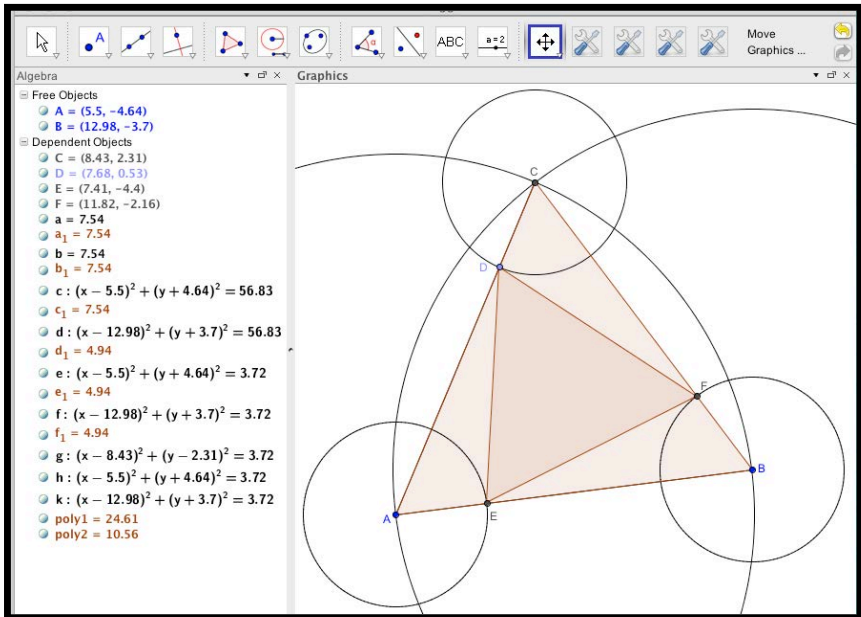 A
ABC
a=2
Move
Graphics ...
Algebra
Graphics
Free Objects
A = (5.5, −4.64)
B = (12.98, −3.7)
Dependent Objects
C = (8.43, 2.31)
D = (7.68, 0.53)
E = (7.41, −4.4)
F = (11.82, −2.16)
a = 7.54
a₁ = 7.54
b = 7.54
b₁ = 7.54
c : (x − 5.5)² + (y + 4.64)² = 56.83
c₁ = 7.54
d : (x − 12.98)² + (y + 3.7)² = 56.83
d₁ = 4.94
e : (x − 5.5)² + (y + 4.64)² = 3.72
e₁ = 4.94
f : (x − 12.98)² + (y + 3.7)² = 3.72
f₁ = 4.94
g : (x − 8.43)² + (y − 2.31)² = 3.72
h : (x − 5.5)² + (y + 4.64)² = 3.72
k : (x − 12.98)² + (y + 3.7)² = 3.72
poly1 = 24.61
poly2 = 10.56
C
D
F
B
A
E